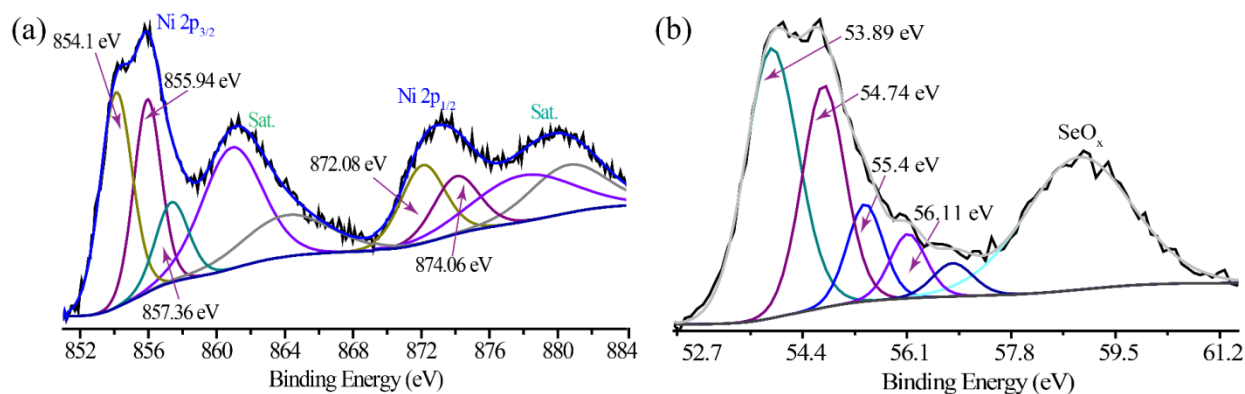 (a)
Ni 2p3/2
854.1 eV
855.94 eV
Sat.
857.36 eV
Ni 2p1/2
Sat.
872.08 eV
874.06 eV
852 856 860 864 868 872 876 880 884
Binding Energy (eV)
(b)
53.89 eV
54.74 eV
55.4 eV
56.11 eV
SeOx
52.7 54.4 56.1 57.8 59.5 61.2
Binding Energy (eV)